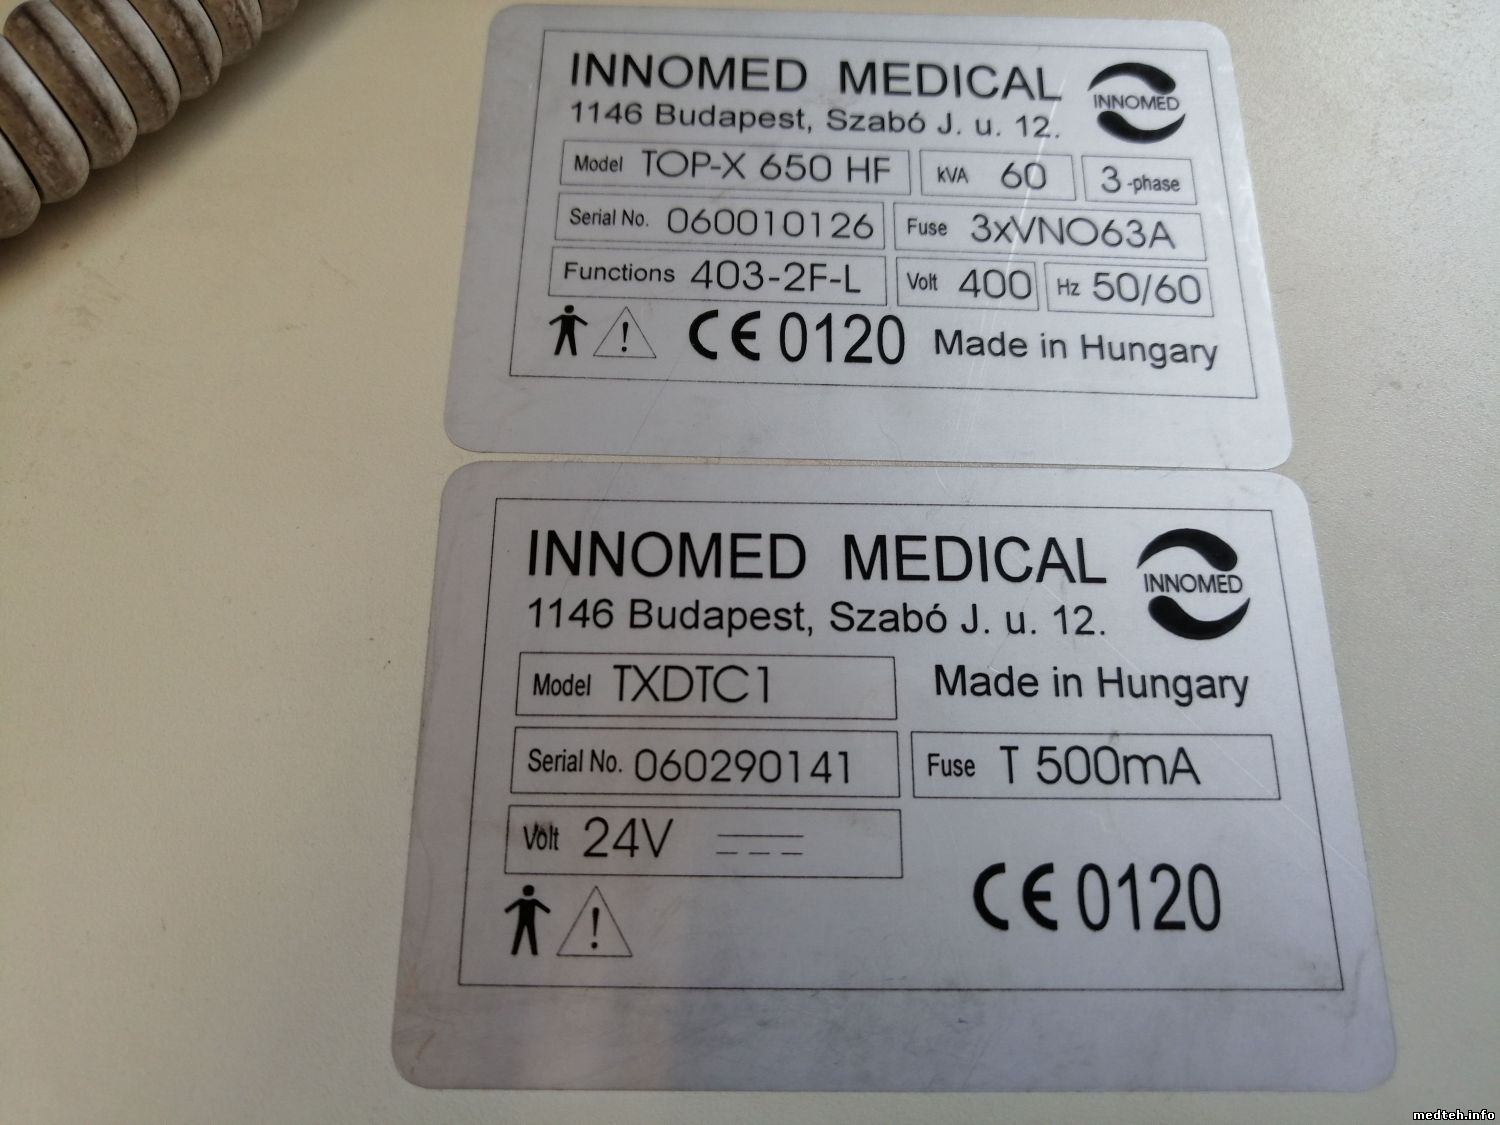 INNOMED MEDICAL
INNOMED
1146 Budapest, Szabó J. u. 12.
Model TOP-X 650 HF kVA 60 3-phase
Serial No. 060010126 Fuse 3xVNO63A
Functions 403-2F-L Volt 400 Hz 50/60
! CE 0120 Made in Hungary
INNOMED MEDICAL
INNOMED
1146 Budapest, Szabó J. u. 12.
Model TXDTC1 Made in Hungary
Serial No. 060290141 Fuse T 500mA
Volt 24V
! CE 0120
medteh.info